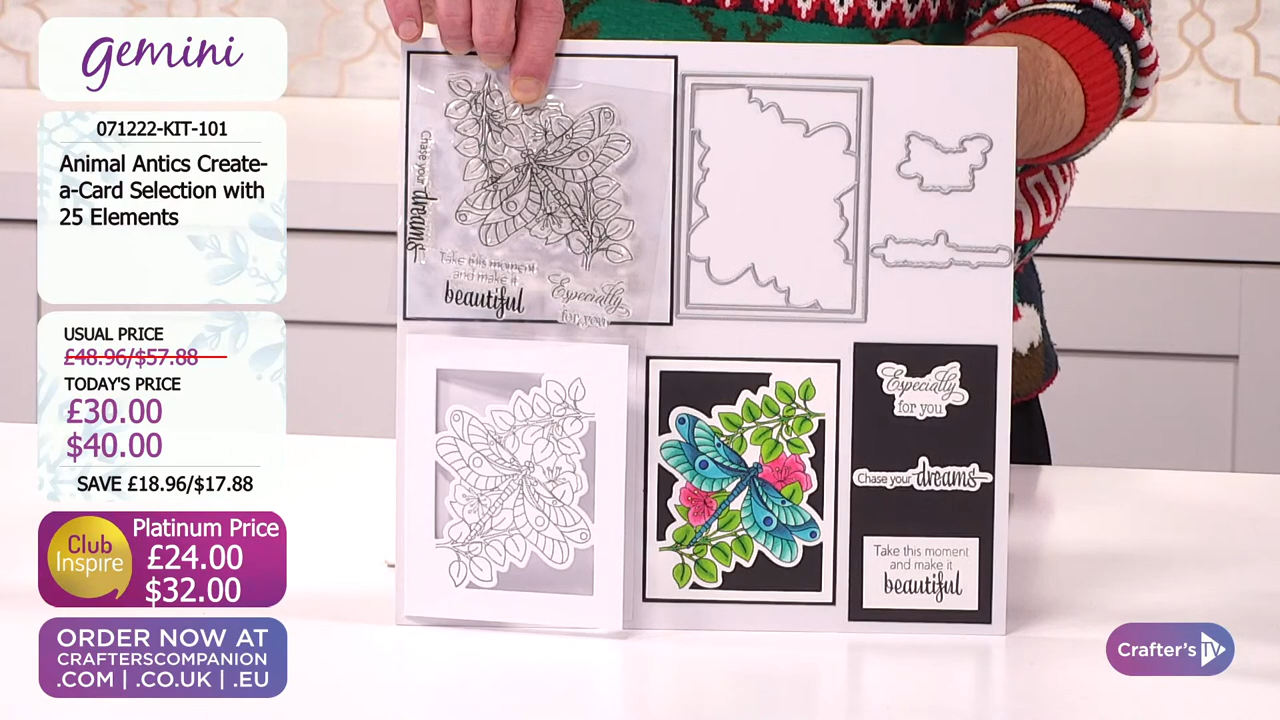 gemini
071222-KIT-101
Animal Antics Create-
a-Card Selection with
25 Elements
USUAL PRICE
£48.96/$57.88
TODAY'S PRICE
£30.00
$40.00
SAVE £18.96/$17.88
Club
Inspire
Platinum Price
£24.00
$32.00
ORDER NOW AT
CRAFTERSCOMPANION
.COM | .CO.UK | .EU
Chase your dreams
Take this moment
and make it
beautiful
Especially
for you
Especially
for you
Chase your dreams
Take this moment
and make it
beautiful
Crafter's TV